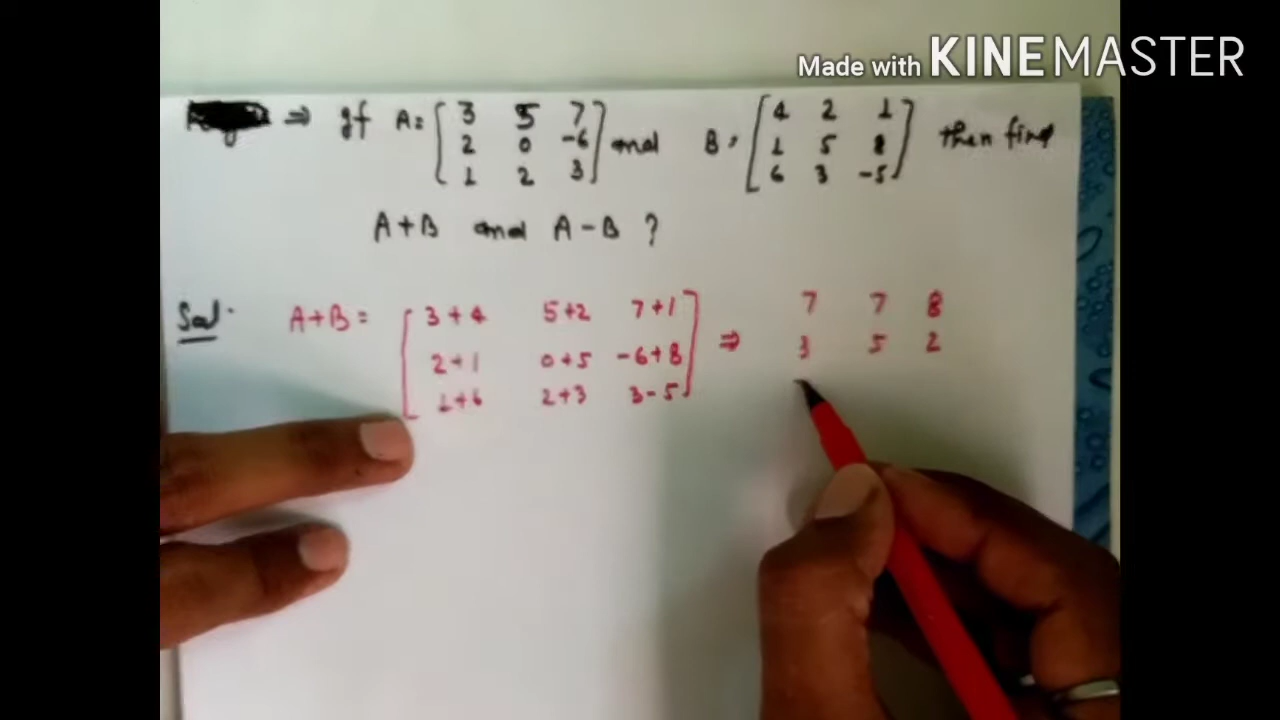 Made with KINEMASTER
⇒ If A = [3 5 7] and B = [4 2 1] then find
[2 0 -6] [1 5 8]
[1 2 3] [6 3 -5]
A+B and A-B ?
Sol. A+B = [3+4 5+2 7+1] ⇒ 7 7 8
[2+1 0+5 -6+8] 3 5 2
[1+6 2+3 3-5]